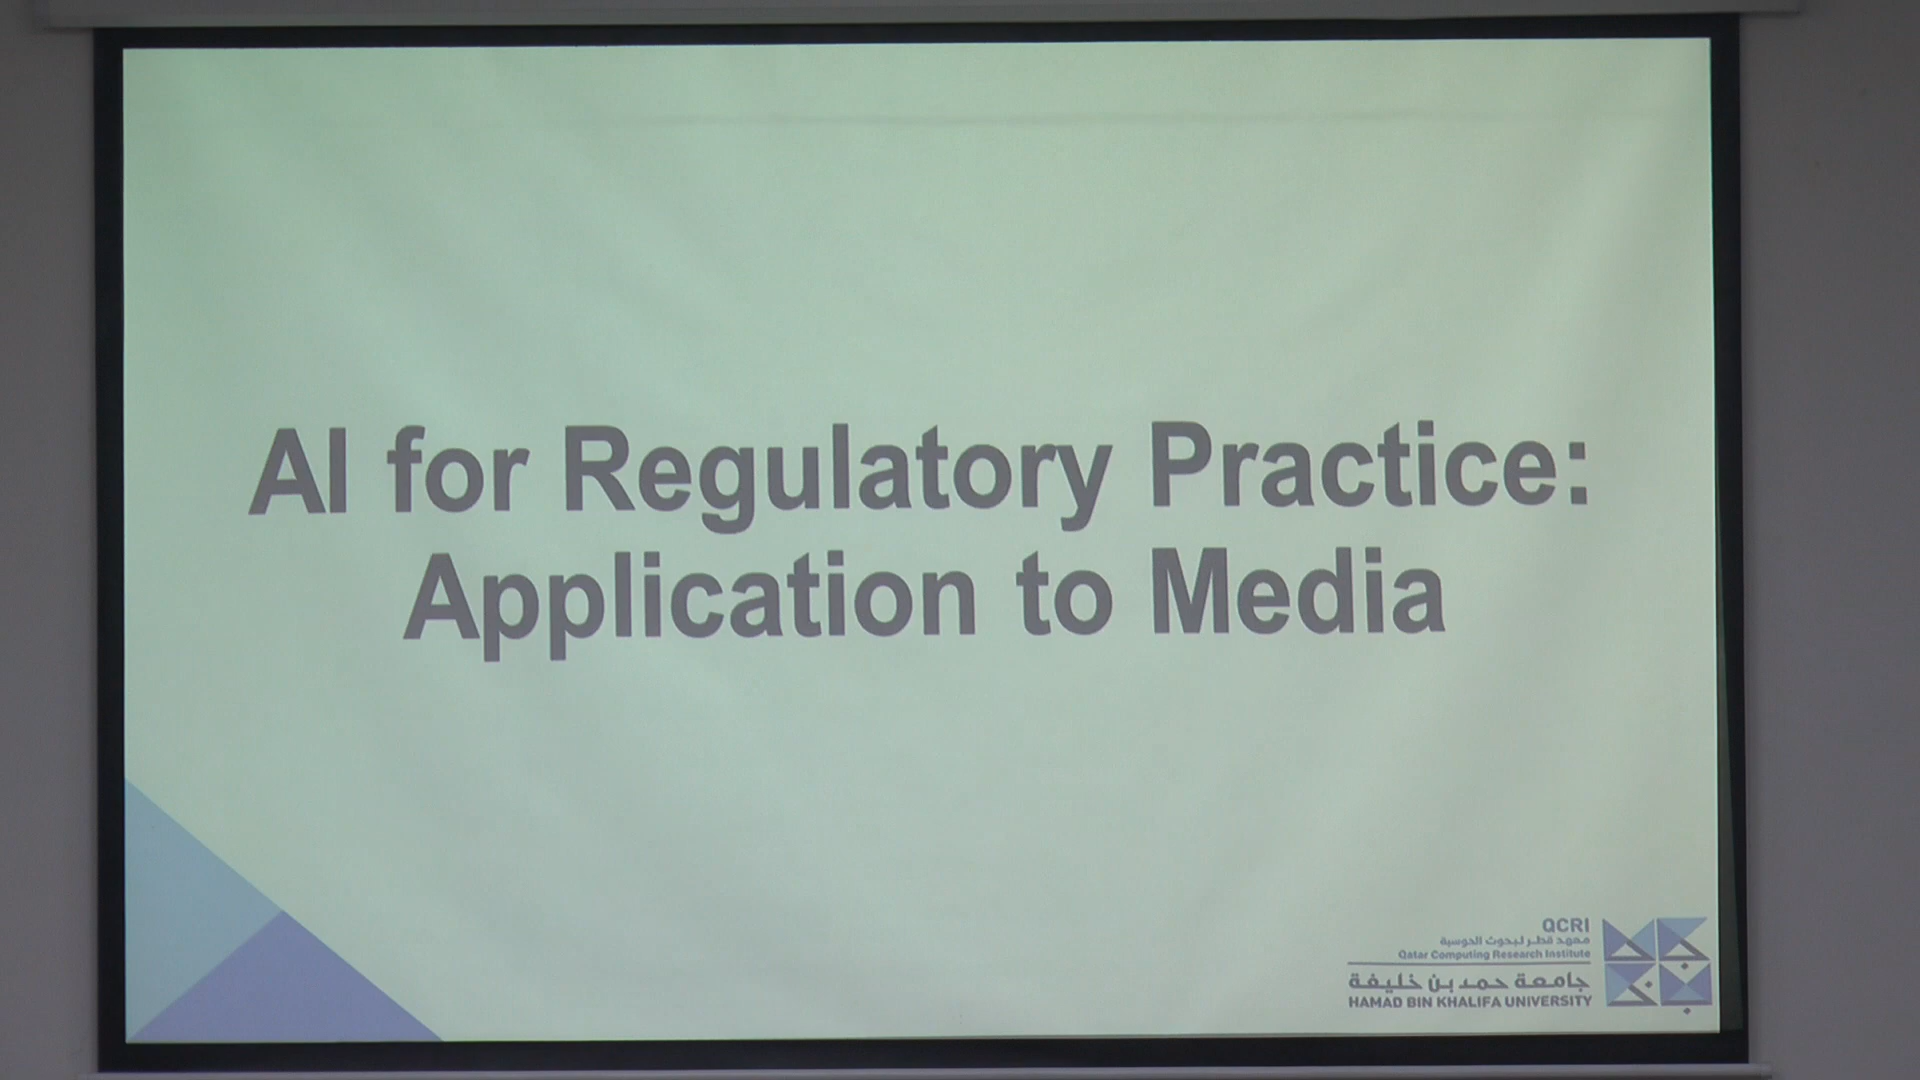 AI for Regulatory Practice:
Application to Media
QCRI
معهد قطر لبحوث الحوسبة
Qatar Computing Research Institute
جامعة حمد بن خليفة
HAMAD BIN KHALIFA UNIVERSITY